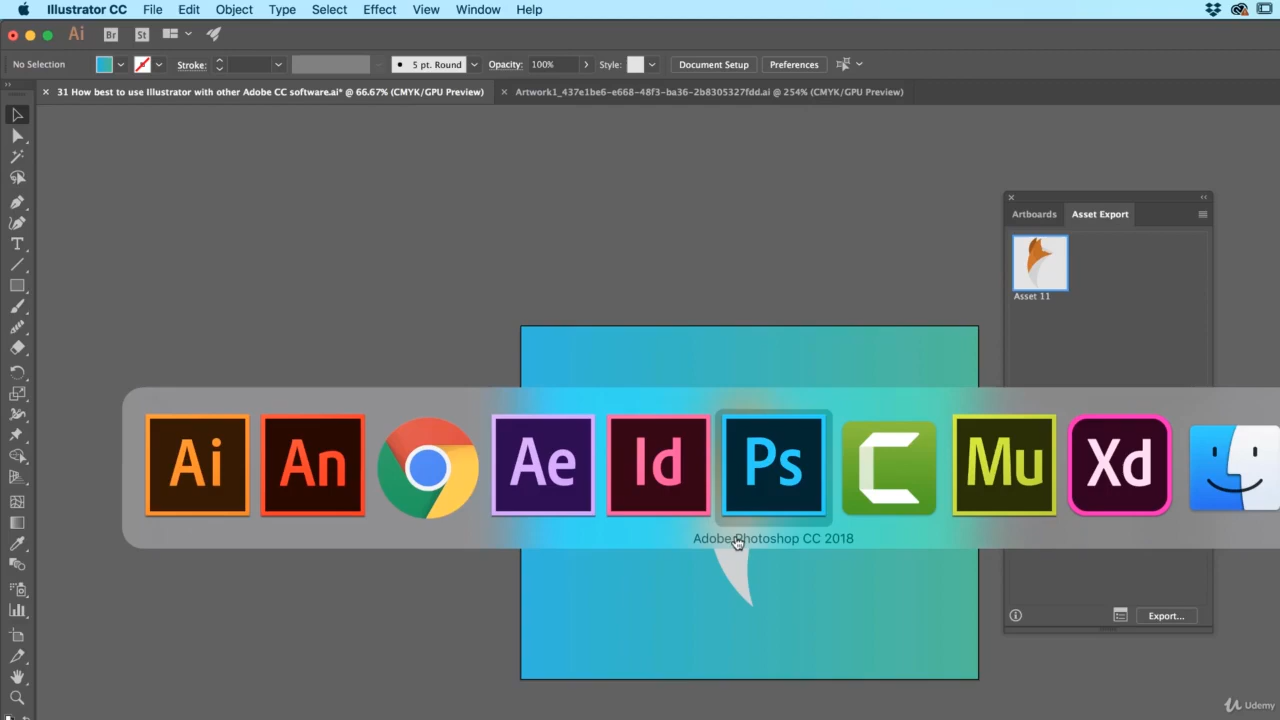 Illustrator CC File Edit Object Type Select Effect View Window Help
Ai Br St
No Selection Stroke: 5 pt. Round Opacity: 100% Style: Document Setup Preferences
31 How best to use Illustrator with other Adobe CC software.ai* @ 66.67% (CMYK/GPU Preview) Artwork1_437e1be6-e668-48f3-ba36-2b8305327fdd.ai @ 254% (CMYK/GPU Preview)
Artboards Asset Export
Asset 11
Ai An Ae Id Ps C Mu Xd
Adobe Photoshop CC 2018
Export...
Udemy